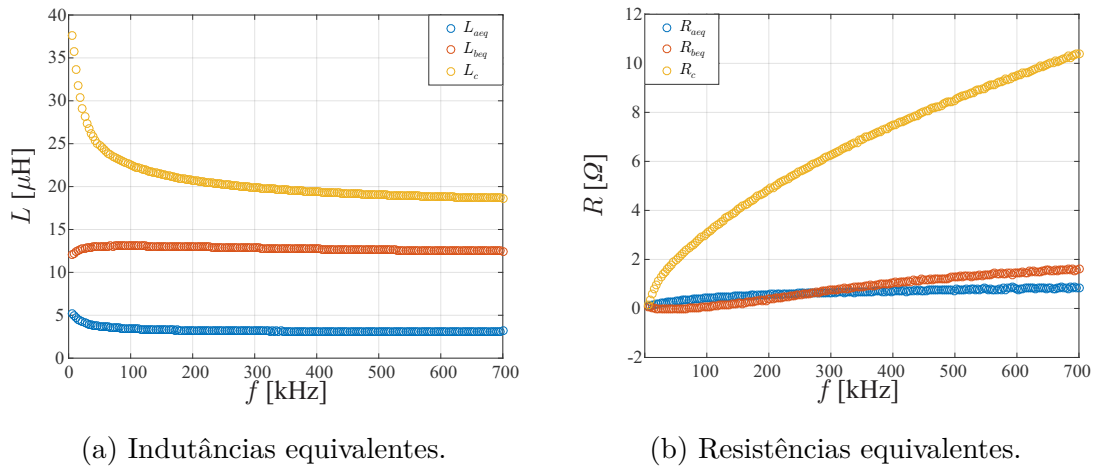 40
35
30
25
20
15
10
5
0
L [μH]
L_aeq
L_beq
L_c
0 100 200 300 400 500 600 700
f [kHz]
(a) Indutâncias equivalentes.
12
10
8
6
4
2
0
-2
R [Ω]
R_aeq
R_beq
R_c
100 200 300 400 500 600 700
f [kHz]
(b) Resistências equivalentes.